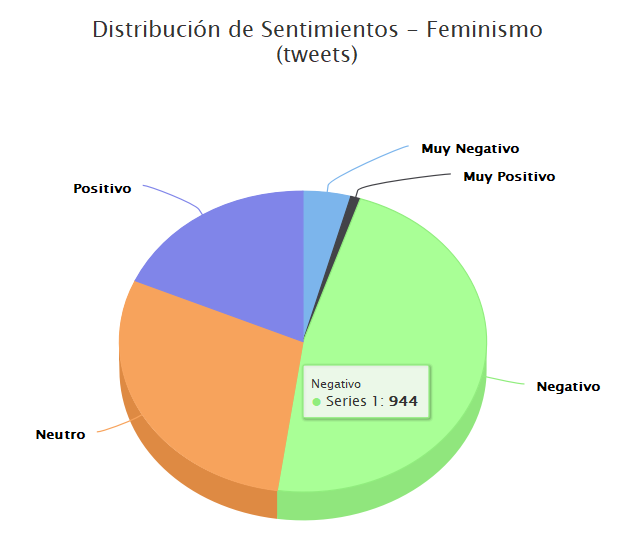 Distribución de Sentimientos - Feminismo
(tweets)
Muy Negativo
Muy Positivo
Positivo
Negativo
Series 1: 944
Negativo
Neutro